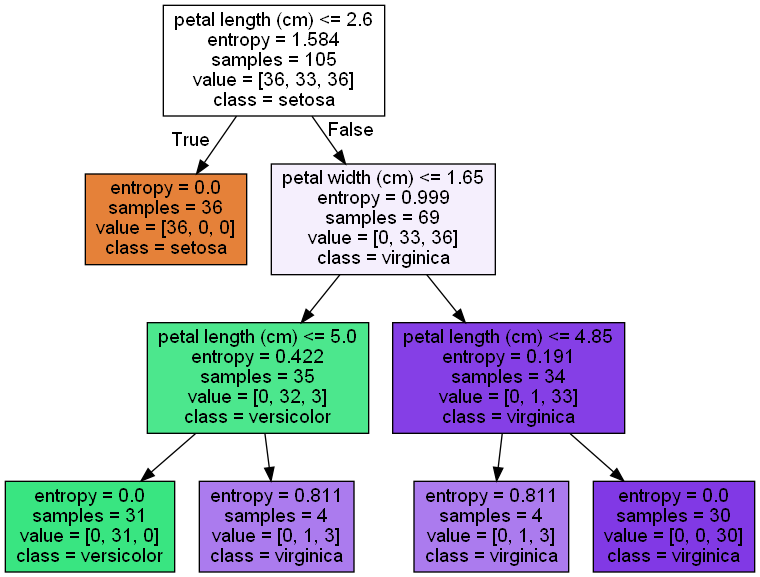 petal length (cm) <= 2.6
entropy = 1.584
samples = 105
value = [36, 33, 36]
class = setosa
True
False
entropy = 0.0
samples = 36
value = [36, 0, 0]
class = setosa
petal width (cm) <= 1.65
entropy = 0.999
samples = 69
value = [0, 33, 36]
class = virginica
petal length (cm) <= 5.0
entropy = 0.422
samples = 35
value = [0, 32, 3]
class = versicolor
petal length (cm) <= 4.85
entropy = 0.191
samples = 34
value = [0, 1, 33]
class = virginica
entropy = 0.0
samples = 31
value = [0, 31, 0]
class = versicolor
entropy = 0.811
samples = 4
value = [0, 1, 3]
class = virginica
entropy = 0.811
samples = 4
value = [0, 1, 3]
class = virginica
entropy = 0.0
samples = 30
value = [0, 0, 30]
class = virginica